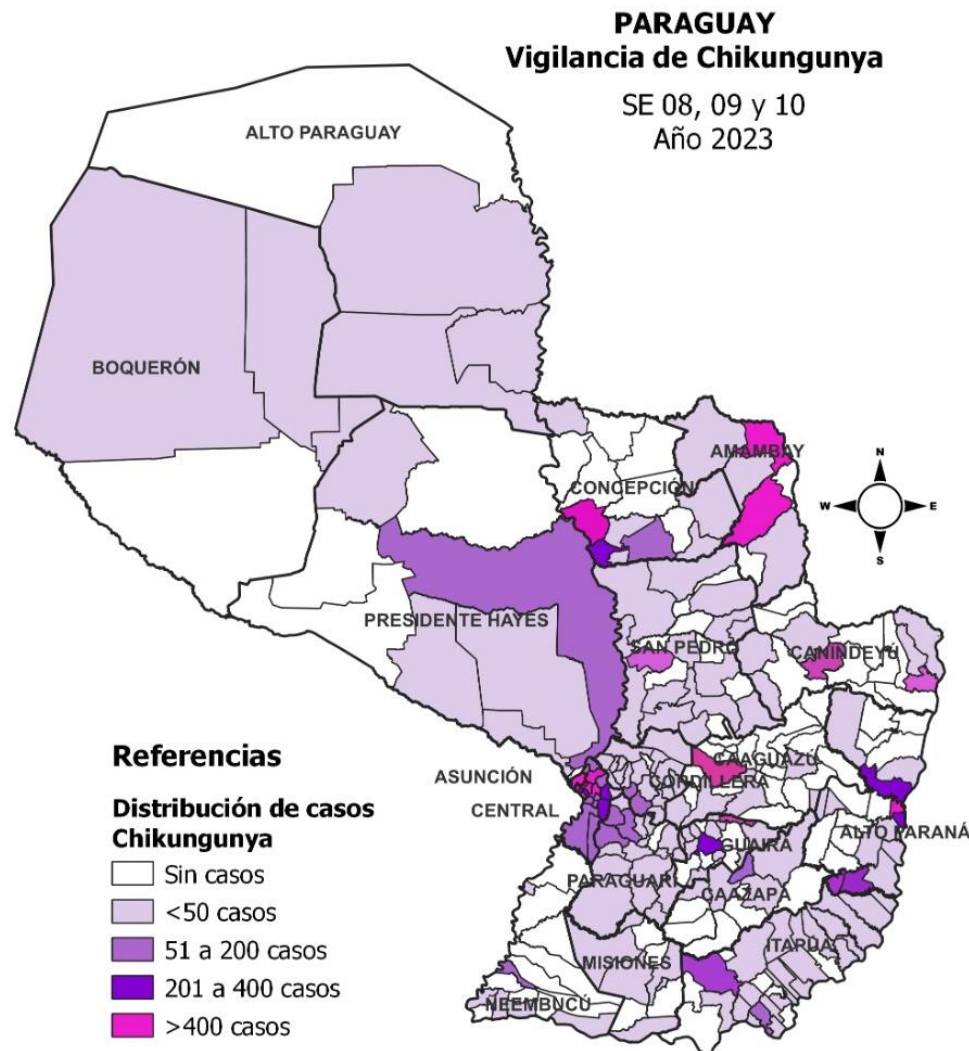 PARAGUAY
Vigilancia de Chikungunya
SE 08, 09 y 10
Año 2023
ALTO PARAGUAY
BOQUERÓN
AMAMBAY
CONCEPCIÓN
N
W E
S
PRESIDENTE HAYES
SAN PEDRO
CANINDEYÚ
ASUNCIÓN
CENTRAL
CORDILLERA
CAAGUAZÚ
ALTO PARANÁ
GUAIRÁ
PARAGUARÍ
CAAZAPÁ
ITAPÚA
MISIONES
ÑEEMBUCÚ
Referencias
Distribución de casos
Chikungunya
Sin casos
<50 casos
51 a 200 casos
201 a 400 casos
>400 casos